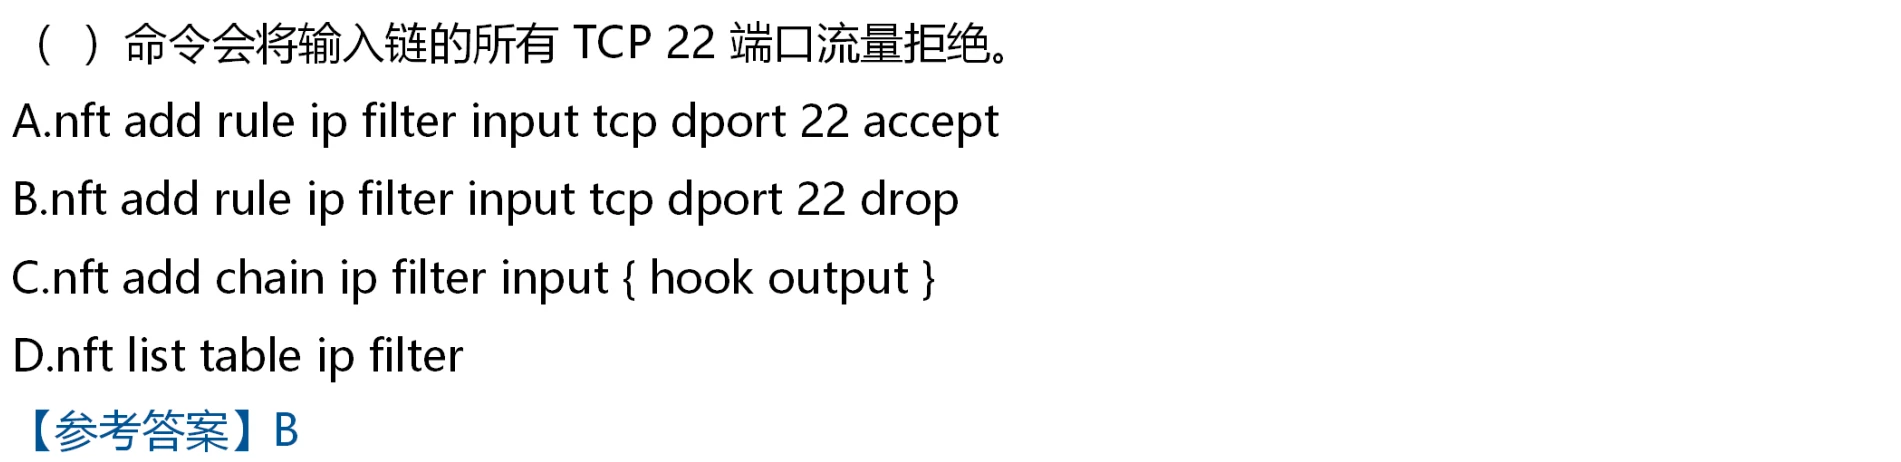 （  ）命令会将输入链的所有 TCP 22 端口流量拒绝。
A.nft add rule ip filter input tcp dport 22 accept
B.nft add rule ip filter input tcp dport 22 drop
C.nft add chain ip filter input { hook output }
D.nft list table ip filter
【参考答案】B